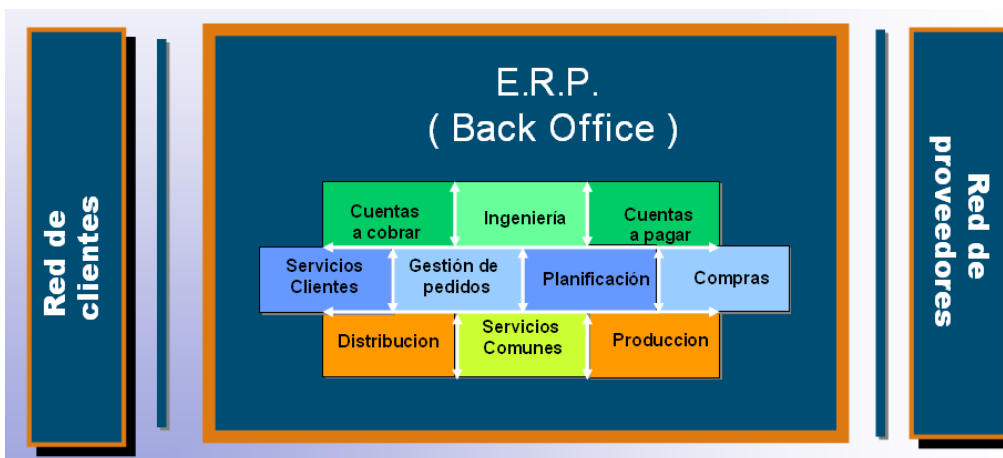 Red de
clientes
E.R.P.
( Back Office )
Cuentas
a cobrar
Ingeniería
Cuentas
a pagar
Servicios
Clientes
Gestión de
pedidos
Planificación
Compras
Distribucion
Servicios
Comunes
Produccion
Red de
proveedores